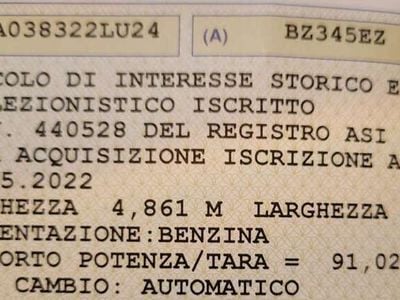 A038322LU24 (A) BZ345EZ
COLO DI INTERESSE STORICO E
LEZIONISTICO ISCRITTO
. 440528 DEL REGISTRO ASI
ACQUISIZIONE ISCRIZIONE A
5.2022
HEZZA 4,861 M LARGHEZZA
ENTAZIONE:BENZINA
ORTO POTENZA/TARA = 91,02
CAMBIO: AUTOMATICO